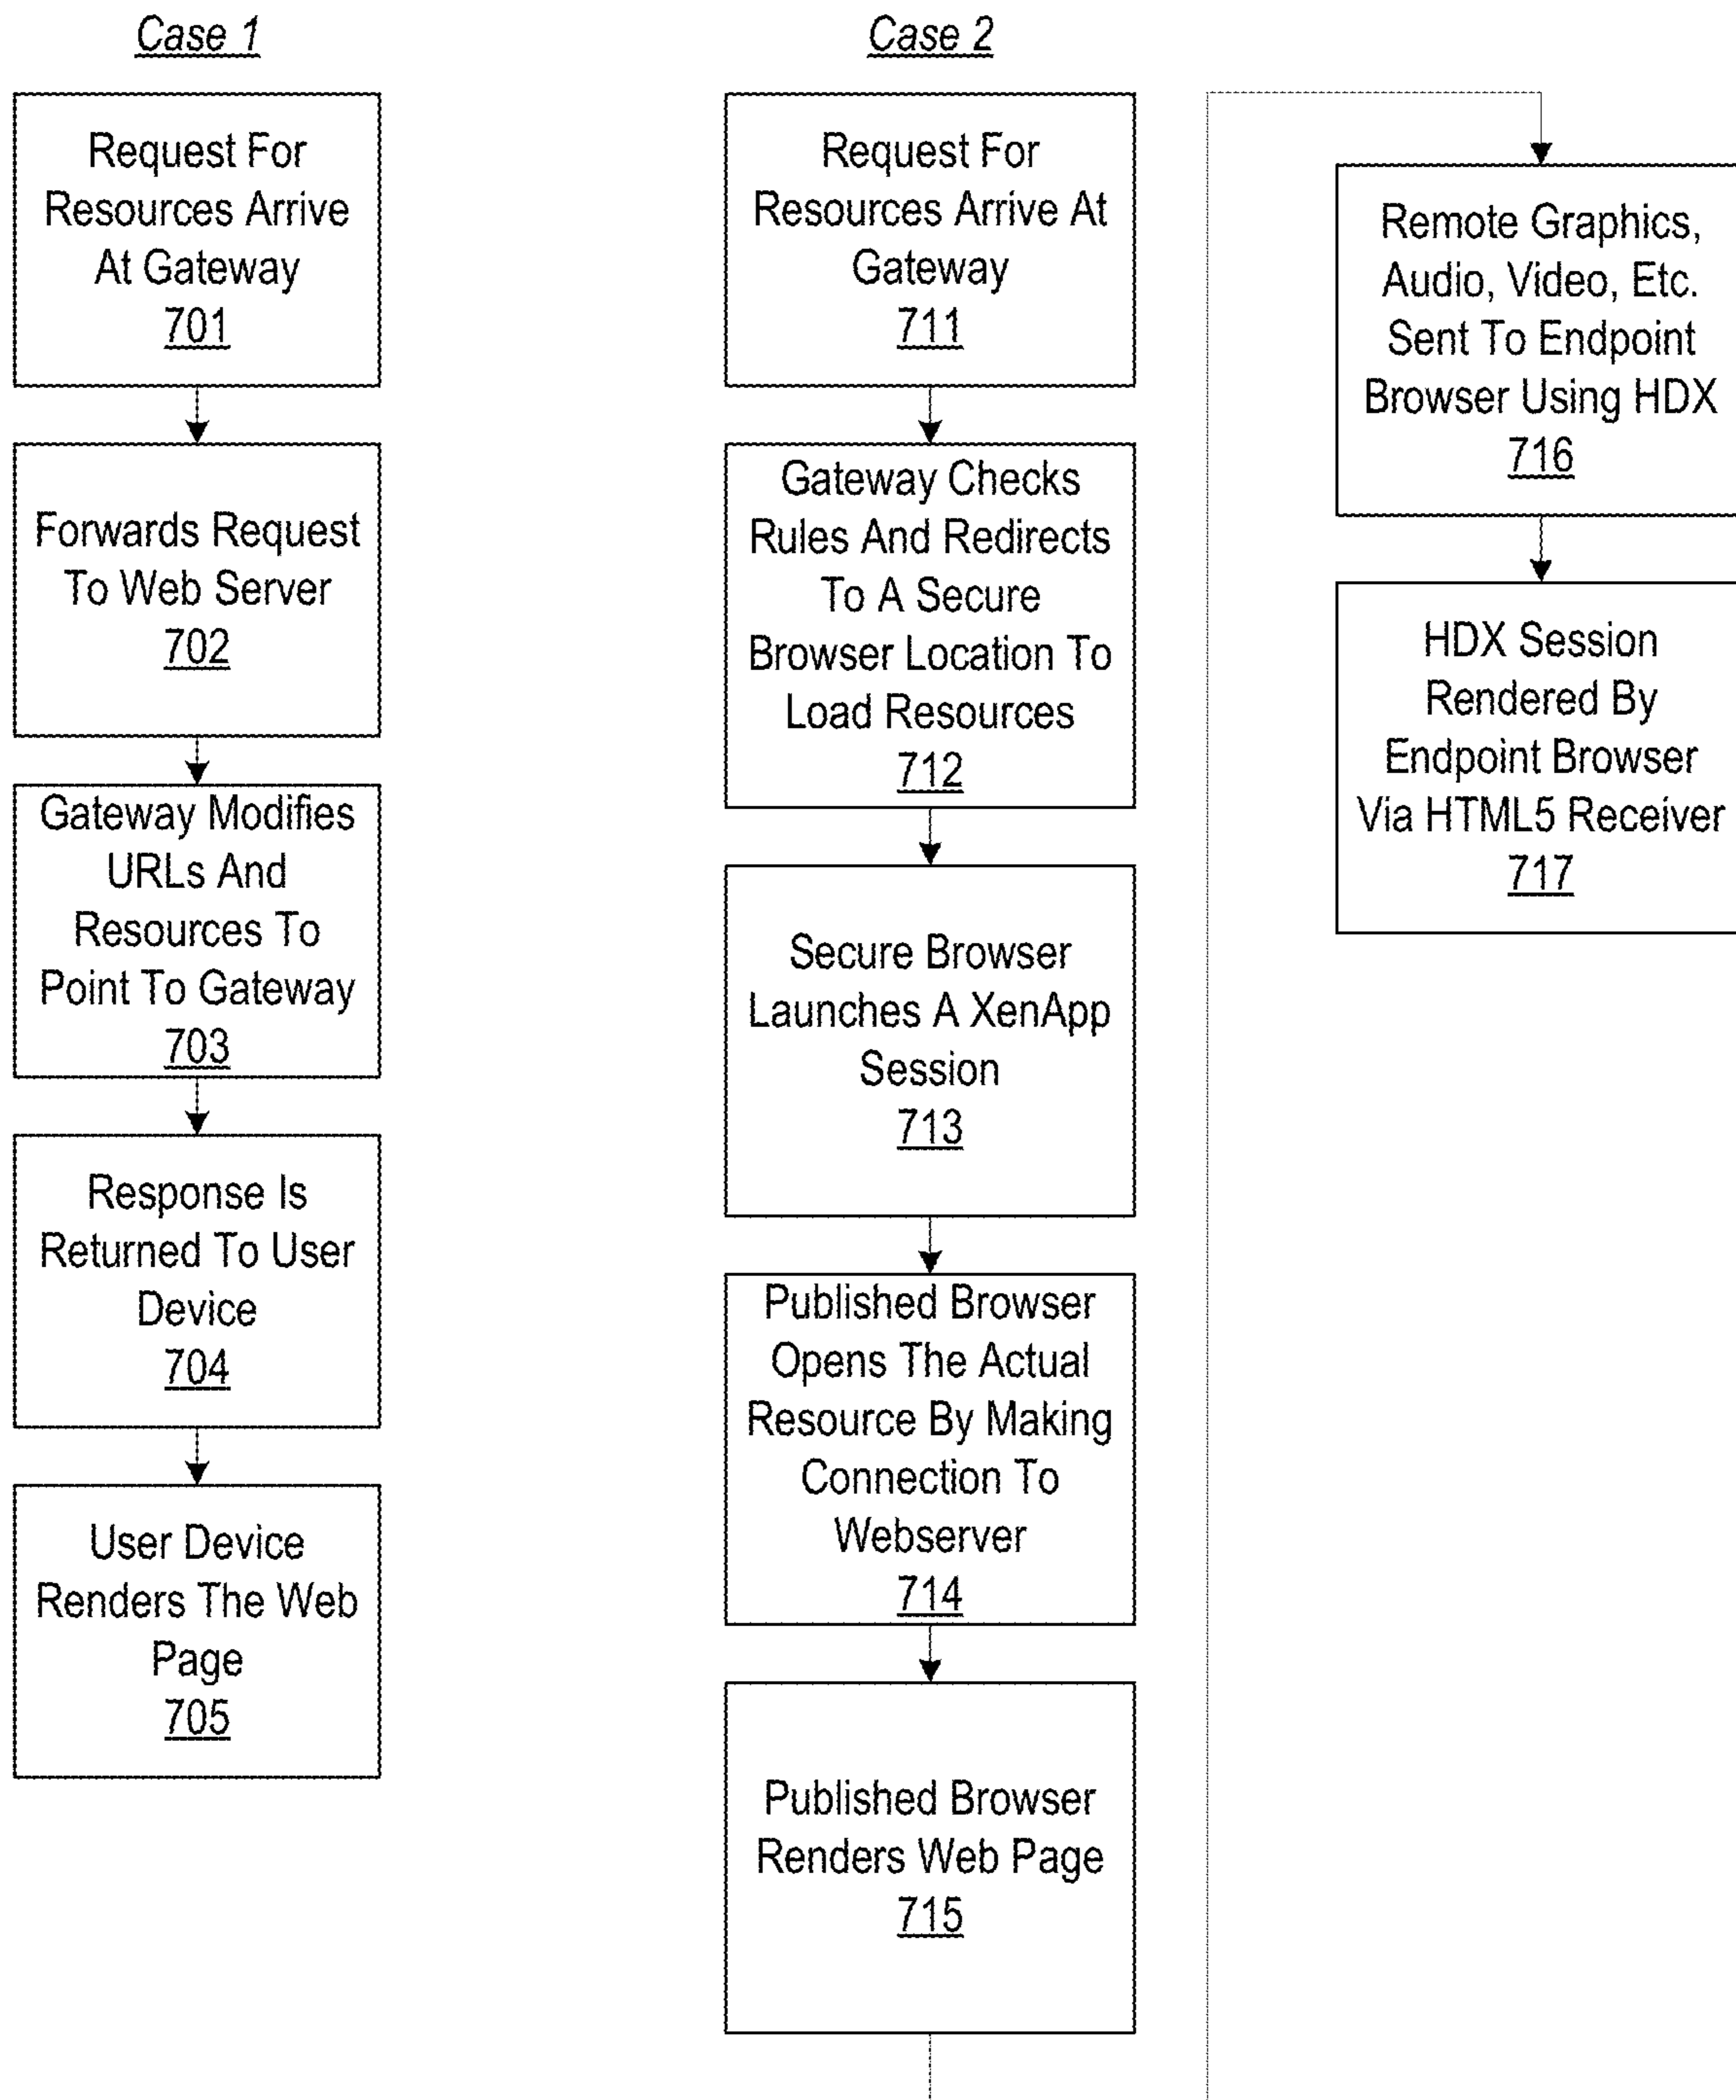 Case 1
Request For
Resources Arrive
At Gateway
701
Forwards Request
To Web Server
702
Gateway Modifies
URLs And
Resources To
Point To Gateway
703
Response Is
Returned To User
Device
704
User Device
Renders The Web
Page
705
Case 2
Request For
Resources Arrive At
Gateway
711
Gateway Checks
Rules And Redirects
To A Secure
Browser Location To
Load Resources
712
Secure Browser
Launches A XenApp
Session
713
Published Browser
Opens The Actual
Resource By Making
Connection To
Webserver
714
Published Browser
Renders Web Page
715
Remote Graphics,
Audio, Video, Etc.
Sent To Endpoint
Browser Using HDX
716
HDX Session
Rendered By
Endpoint Browser
Via HTML5 Receiver
717